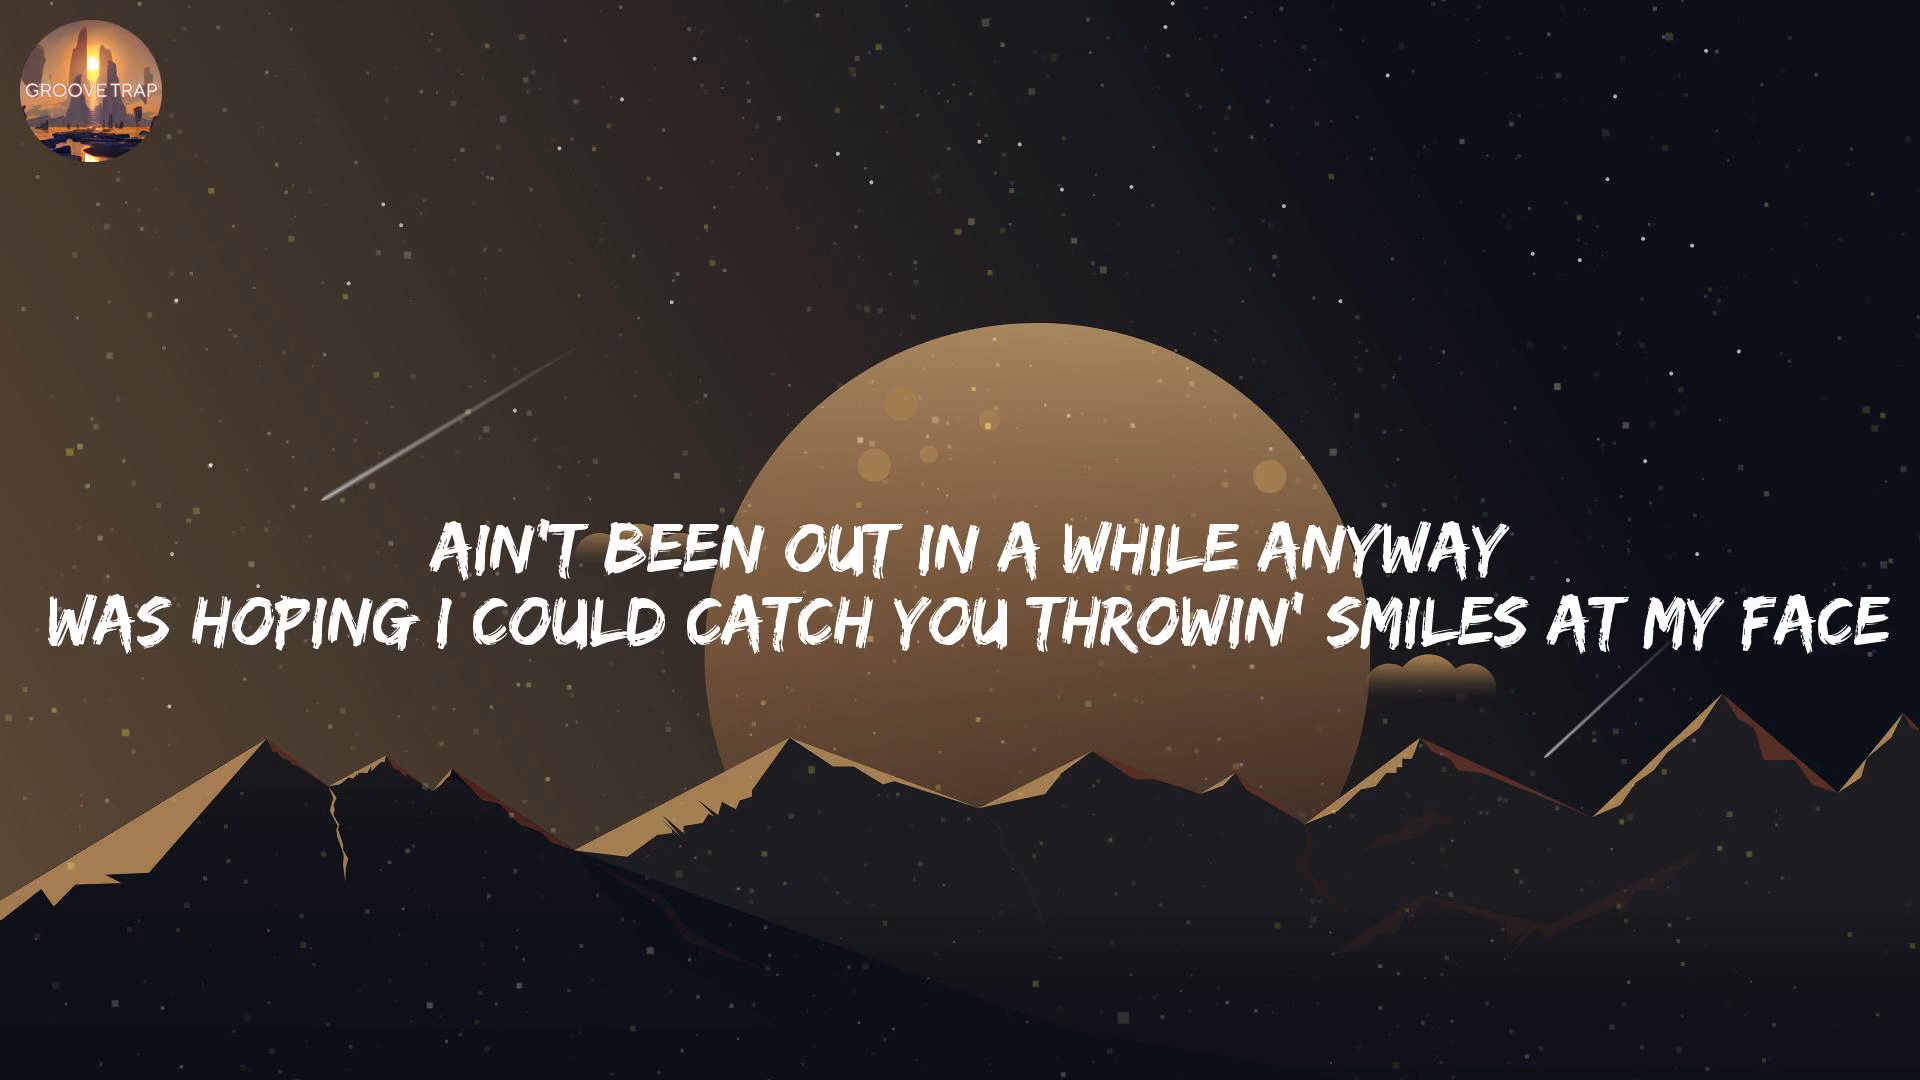 GROOVE TRAP
AIN'T BEEN OUT IN A WHILE ANYWAY
WAS HOPING I COULD CATCH YOU THROWIN' SMILES AT MY FACE